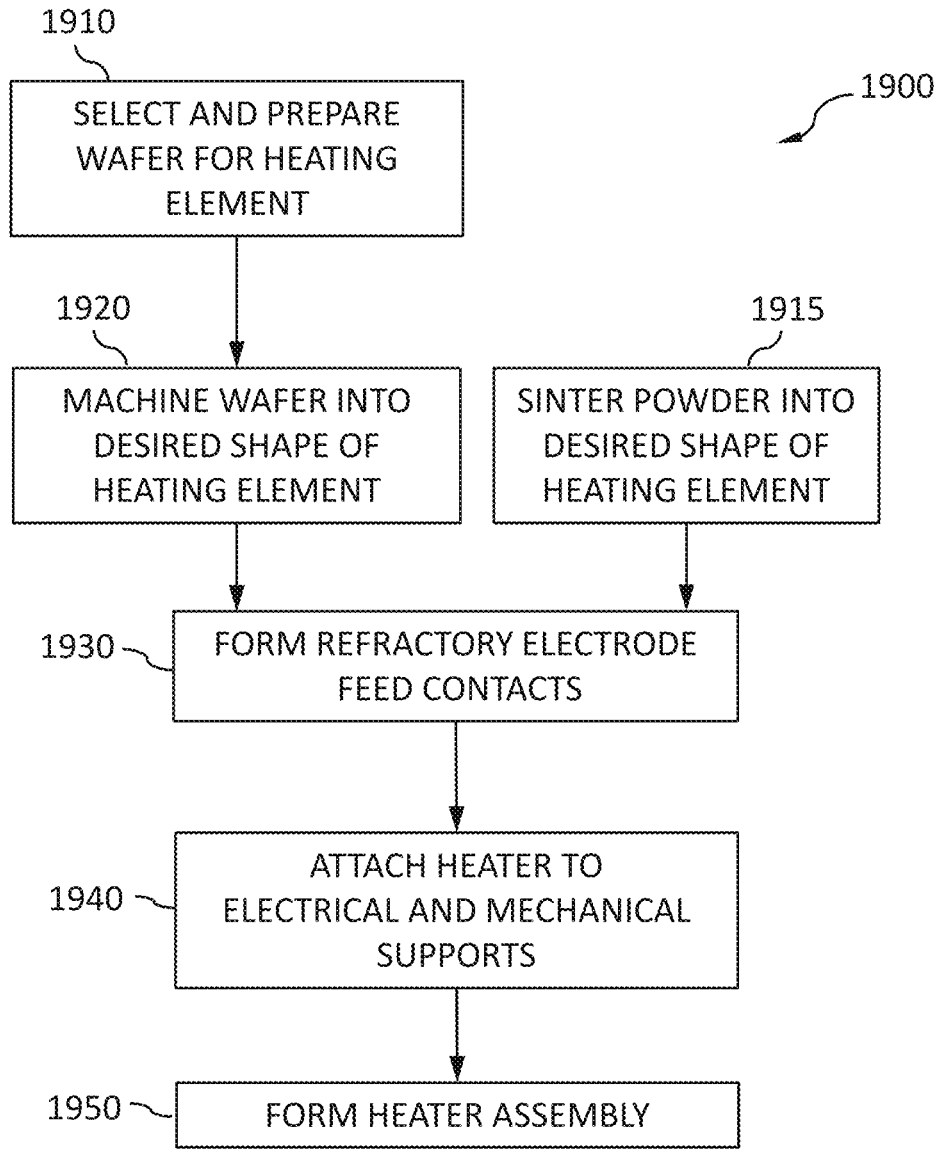 1910
SELECT AND PREPARE
WAFER FOR HEATING
ELEMENT
1900
1920
MACHINE WAFER INTO
DESIRED SHAPE OF
HEATING ELEMENT
1915
SINTER POWDER INTO
DESIRED SHAPE OF
HEATING ELEMENT
1930
FORM REFRACTORY ELECTRODE
FEED CONTACTS
1940
ATTACH HEATER TO
ELECTRICAL AND MECHANICAL
SUPPORTS
1950
FORM HEATER ASSEMBLY